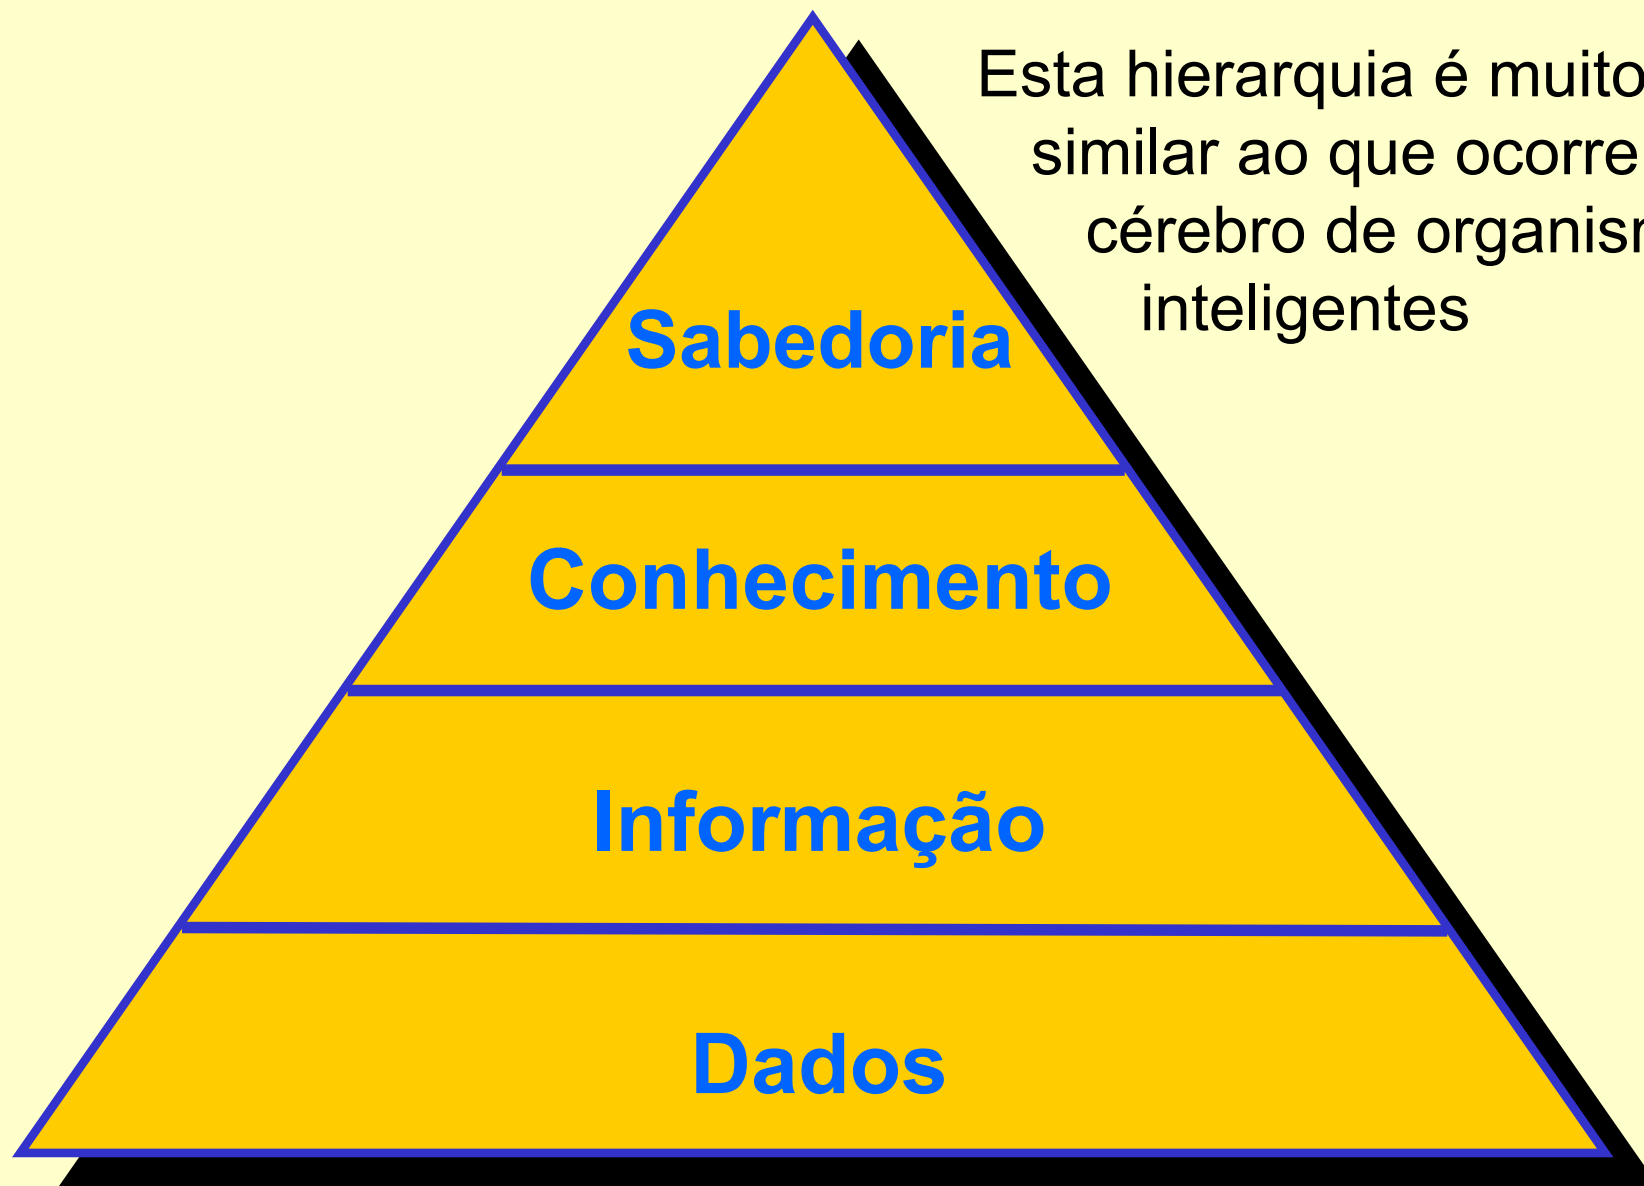 Esta hierarquia é muito
similar ao que ocorre
cérebro de
inteligentes
Sabedoria
Conhecimento
Informação
Dados